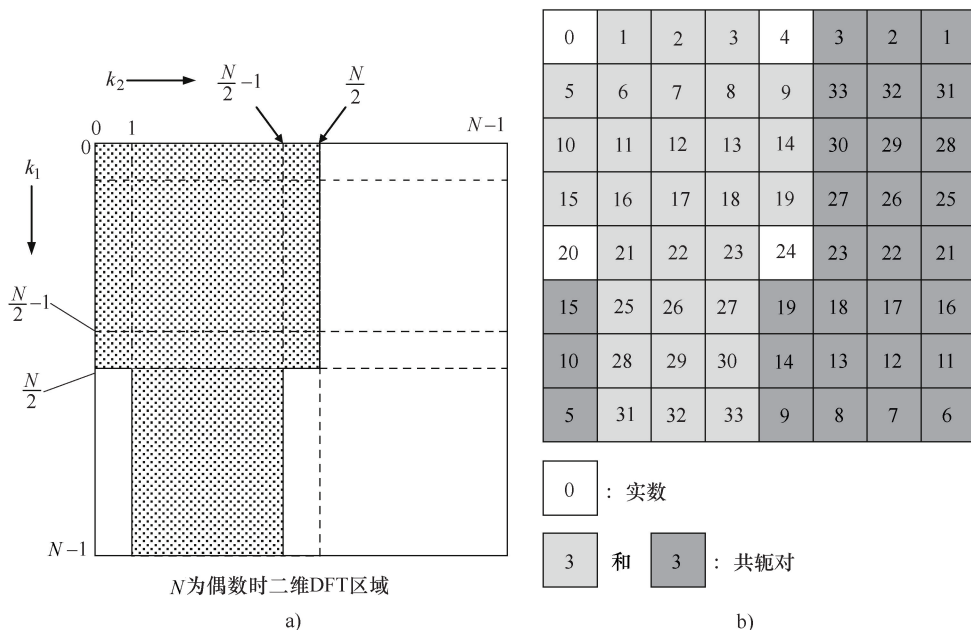 k₂
N/2 −1
N/2
0 1
N−1
0
k₁
N/2 −1
N/2
N−1
N为偶数时二维DFT区域
a)
0 1 2 3 4 3 2 1
5 6 7 8 9 33 32 31
10 11 12 13 14 30 29 28
15 16 17 18 19 27 26 25
20 21 22 23 24 23 22 21
15 25 26 27 19 18 17 16
10 28 29 30 14 13 12 11
5 31 32 33 9 8 7 6
0 : 实数
3 和 3 : 共轭对
b)